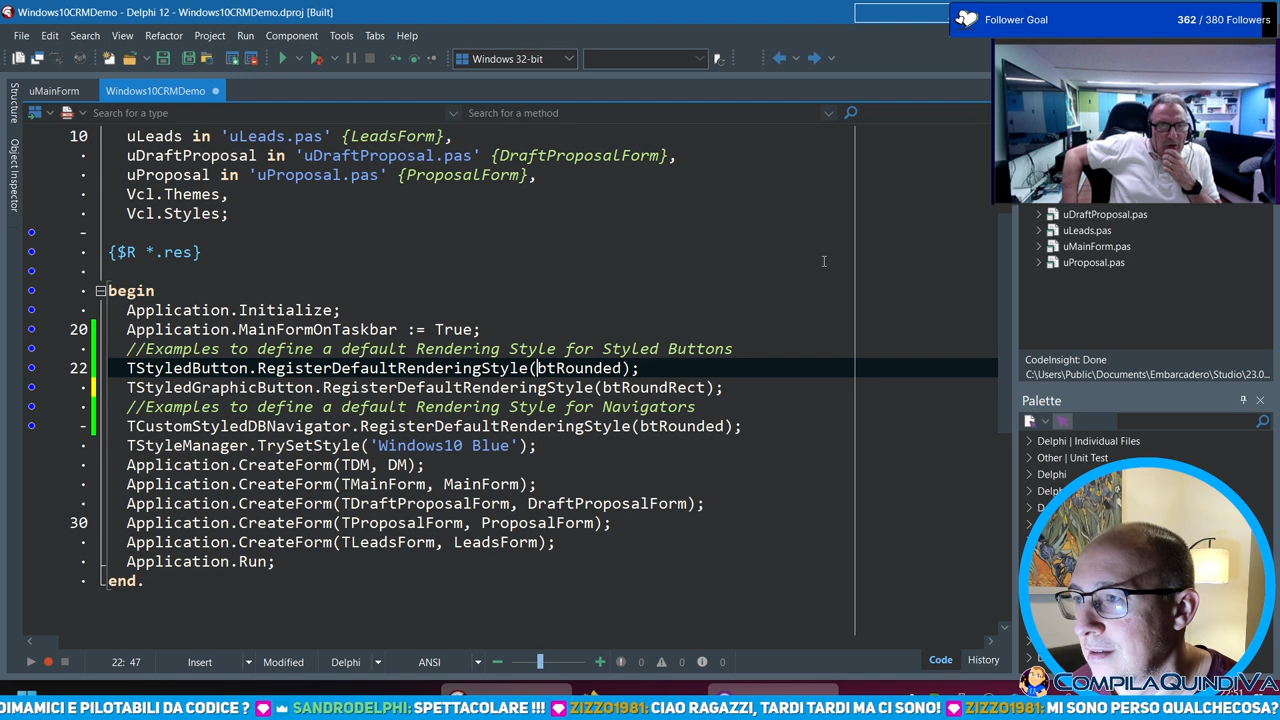 Windows10CRMDemo - Delphi 12 - Windows10CRMDemo.dproj [Built]
Follower Goal
362 / 380 Followers
File Edit Search View Refactor Project Run Component Tools Tabs Help
Windows 32-bit
uMainForm
Windows10CRMDemo
Structure
Object Inspector
Search for a type
Search for a method
10 uLeads in 'uLeads.pas' {LeadsForm},
uDraftProposal in 'uDraftProposal.pas' {DraftProposalForm},
uProposal in 'uProposal.pas' {ProposalForm},
Vcl.Themes,
Vcl.Styles;
{$R *.res}
begin
Application.Initialize;
20 Application.MainFormOnTaskbar := True;
//Examples to define a default Rendering Style for Styled Buttons
22 TStyledButton.RegisterDefaultRenderingStyle(btRounded);
TStyledGraphicButton.RegisterDefaultRenderingStyle(btRoundRect);
//Examples to define a default Rendering Style for Navigators
TCustomStyledDBNavigator.RegisterDefaultRenderingStyle(btRounded);
TStyleManager.TrySetStyle('Windows10 Blue');
Application.CreateForm(TDM, DM);
Application.CreateForm(TMainForm, MainForm);
Application.CreateForm(TDraftProposalForm, DraftProposalForm);
30 Application.CreateForm(TProposalForm, ProposalForm);
Application.CreateForm(TLeadsForm, LeadsForm);
Application.Run;
end.
uDraftProposal.pas
uLeads.pas
uMainForm.pas
uProposal.pas
CodeInsight: Done
C:\Users\Public\Documents\Embarcadero\Studio\23.0
Palette
Delphi | Individual Files
Other | Unit Test
Delphi
22: 47
Insert
Modified
Delphi
ANSI
0 0 0
Code
History
COMPILAQUINDIVA
DINAMICI E PILOTABILI DA CODICE ? SANDRODELPHI: SPETTACOLARE !!! ZIZZO1981: CIAO RAGAZZI, TARDI TARDI MA CI SONO! ZIZZO1981: MI SONO PERSO QUALCHECOSA?